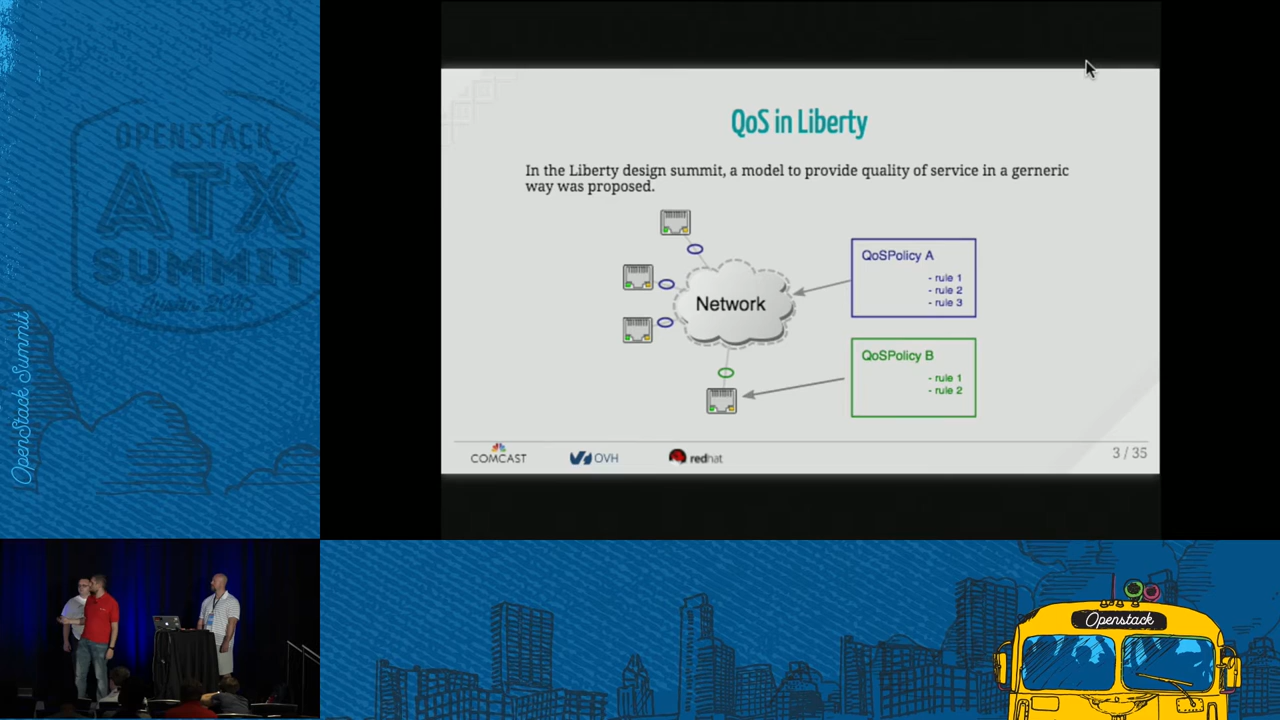 OPENSTACK
ATX
SUMMIT
OpenStack Summit
QoS in Liberty
In the Liberty design summit, a model to provide quality of service in a gerneric
way was proposed.
Network
QoSPolicy A
- rule 1
- rule 2
- rule 3
QoSPolicy B
- rule 1
- rule 2
COMCAST
OVH
redhat
3 / 35
Openstack